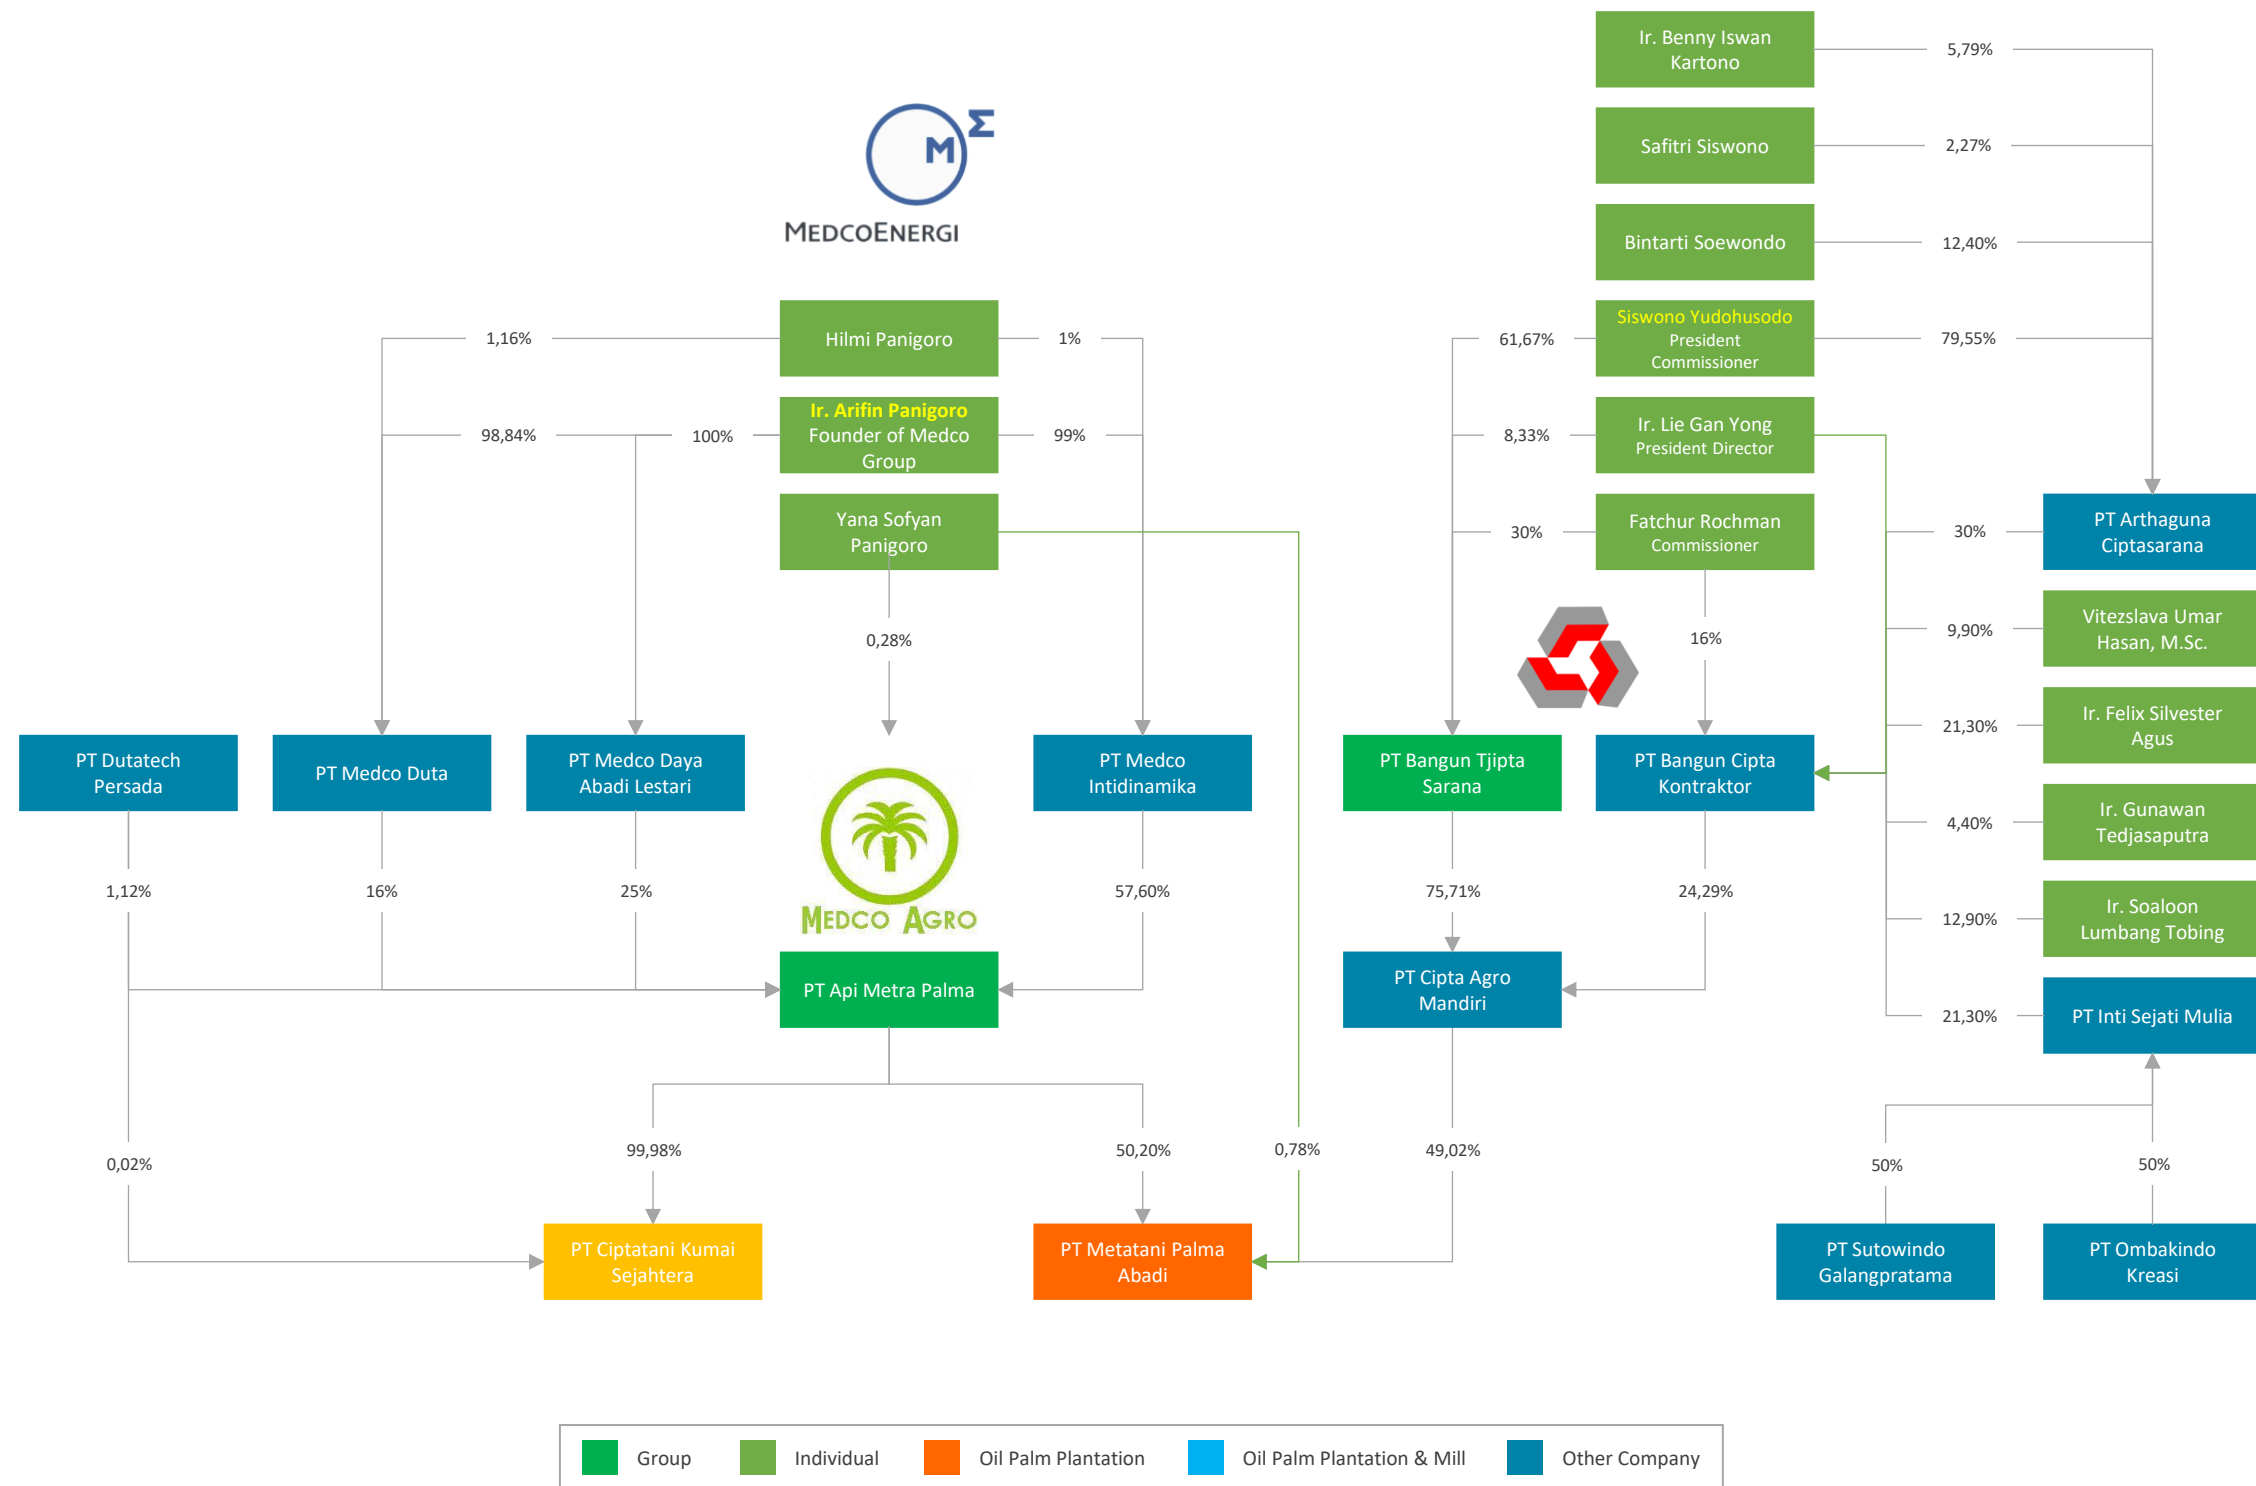 Ir. Benny Iswan
Kartono
5,79%
Safitri Siswono
2,27%
M Σ
MEDCOENERGI
Bintarti Soewondo
12,40%
Hilmi Panigoro
1,16%
1%
Siswono Yudohusodo
President
Commissioner
61,67%
79,55%
Ir. Arifin Panigoro
Founder of Medco
Group
98,84%
100%
99%
Ir. Lie Gan Yong
President Director
8,33%
Yana Sofyan
Panigoro
Fatchur Rochman
Commissioner
30%
30%
PT Arthaguna
Ciptasarana
0,28%
16%
9,90%
Vitezslava Umar
Hasan, M.Sc.
21,30%
Ir. Felix Silvester
Agus
PT Dutatech
Persada
PT Medco Duta
PT Medco Daya
Abadi Lestari
PT Medco
Intidinamika
PT Bangun Tjipta
Sarana
PT Bangun Cipta
Kontraktor
4,40%
Ir. Gunawan
Tedjasaputra
1,12%
16%
25%
MEDCO AGRO
57,60%
75,71%
24,29%
12,90%
Ir. Soaloon
Lumbang Tobing
PT Api Metra Palma
PT Cipta Agro
Mandiri
21,30%
PT Inti Sejati Mulia
0,02%
99,98%
50,20%
0,78%
49,02%
50%
50%
PT Ciptatani Kumai
Sejahtera
PT Metatani Palma
Abadi
PT Sutowindo
Galangpratama
PT Ombakindo
Kreasi
Group
Individual
Oil Palm Plantation
Oil Palm Plantation & Mill
Other Company